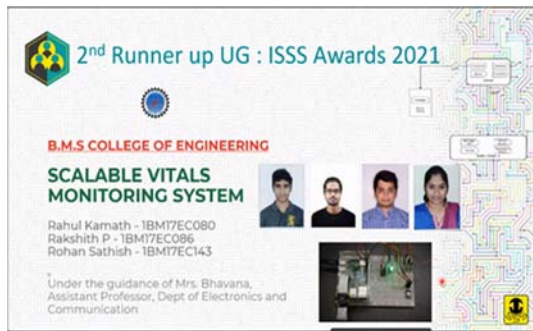 2nd Runner up UG : ISSS Awards 2021
B.M.S COLLEGE OF ENGINEERING
SCALABLE VITALS
MONITORING SYSTEM
Rahul Kamath - 1BM17EC080
Rakshith P - 1BM17EC086
Rohan Sathish - 1BM17EC143
Under the guidance of Mrs. Bhavana,
Assistant Professor, Dept of Electronics and
Communication